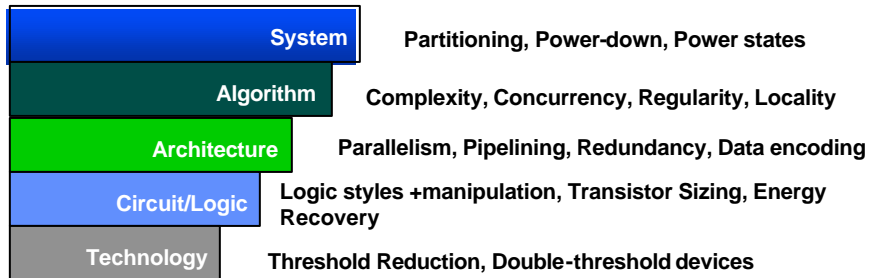 System
Partitioning, Power-down, Power states
Algorithm
Complexity, Concurrency, Regularity, Locality
Architecture
Parallelism, Pipelining, Redundancy, Data encoding
Circuit/Logic
Logic styles +manipulation, Transistor Sizing, Energy
Recovery
Technology
Threshold Reduction, Double-threshold devices